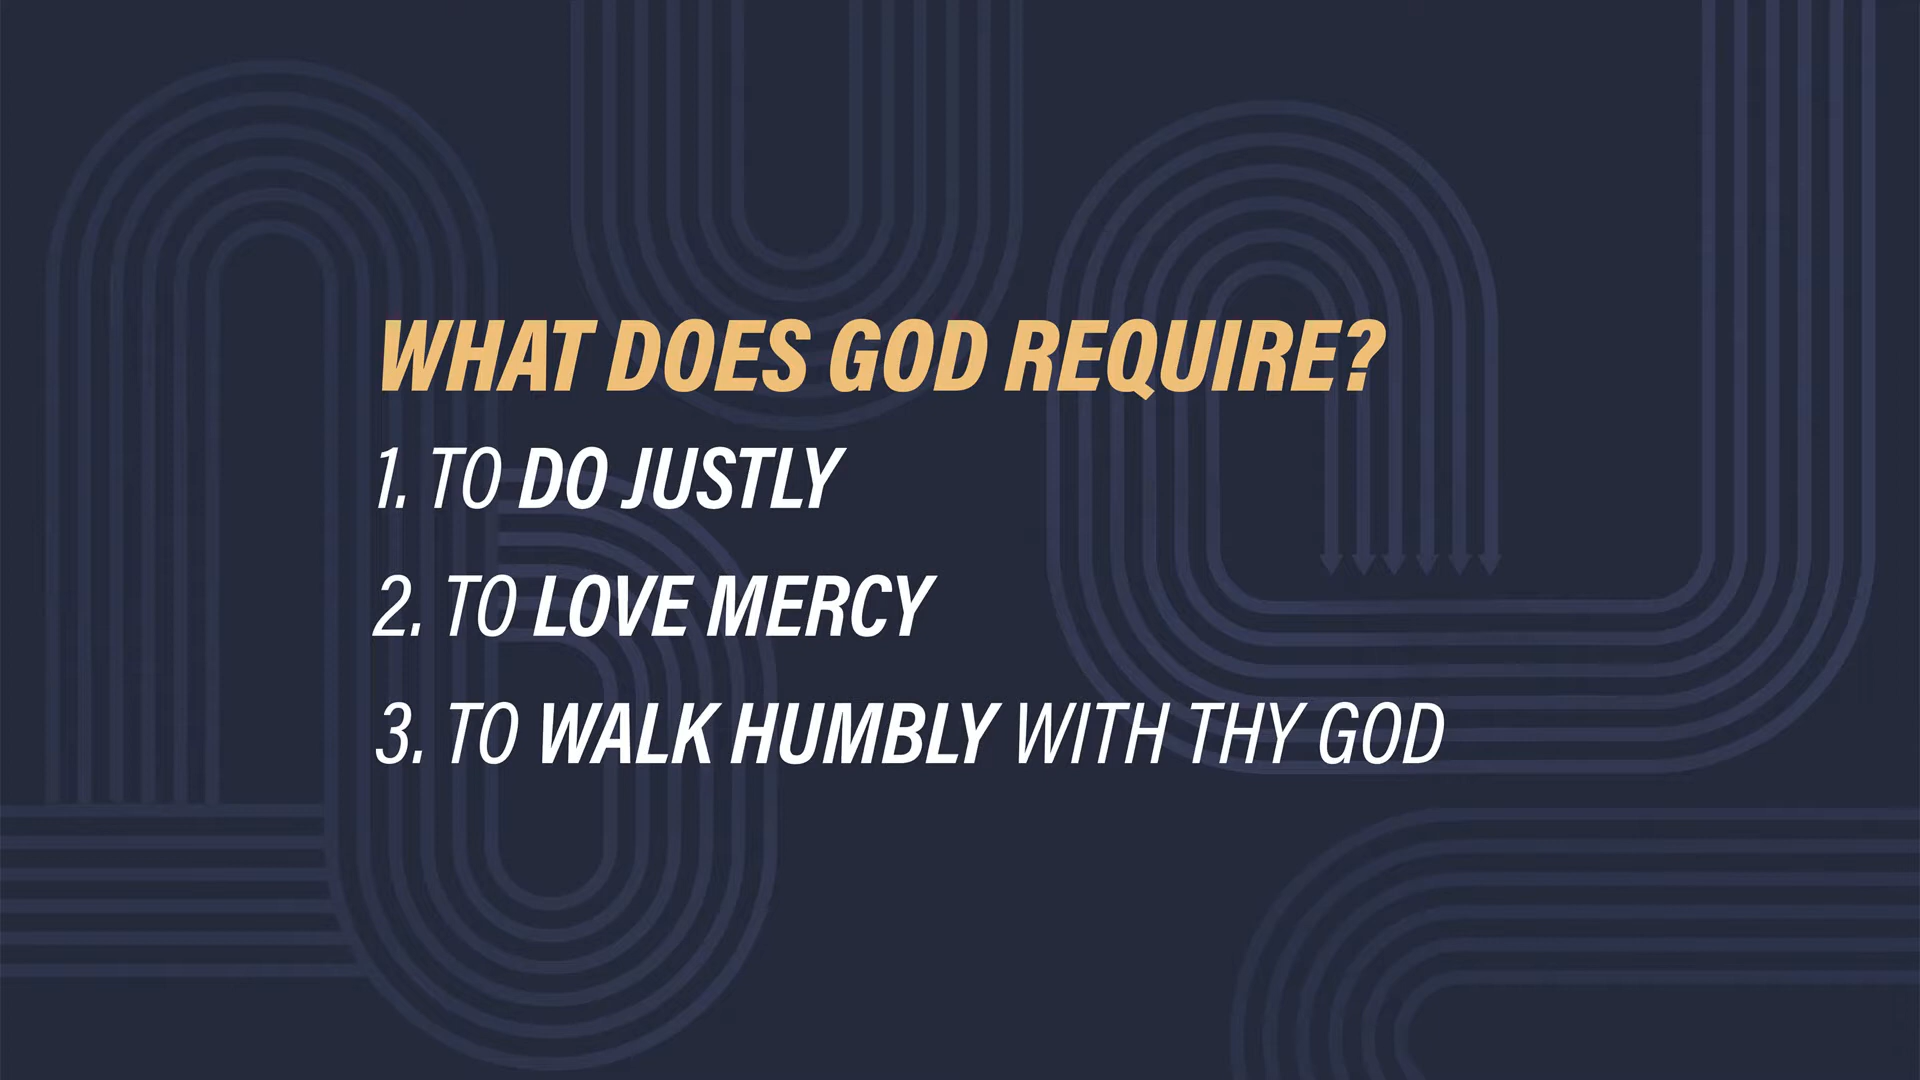 WHAT DOES GOD REQUIRE?
1. TO DO JUSTLY
2. TO LOVE MERCY
3. TO WALK HUMBLY WITH THY GOD